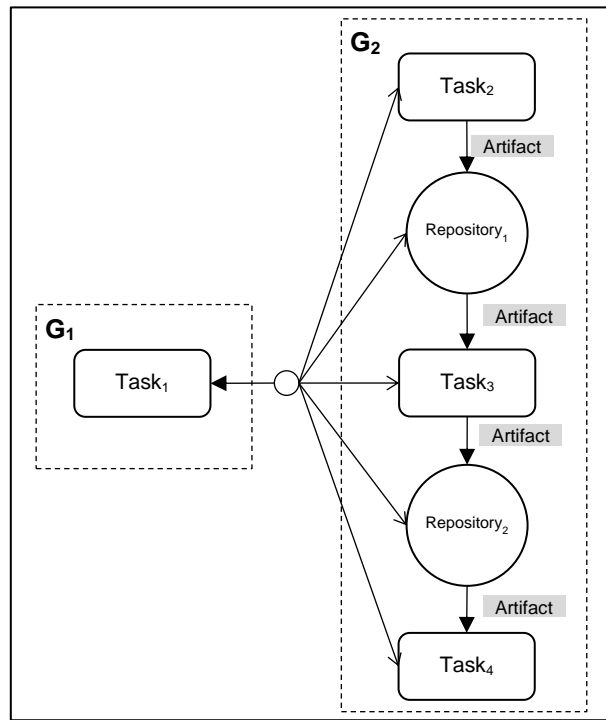 G₂
Task₂
Artifact
Repository₁
Artifact
G₁
Task₁
Task₃
Artifact
Repository₂
Artifact
Task₄